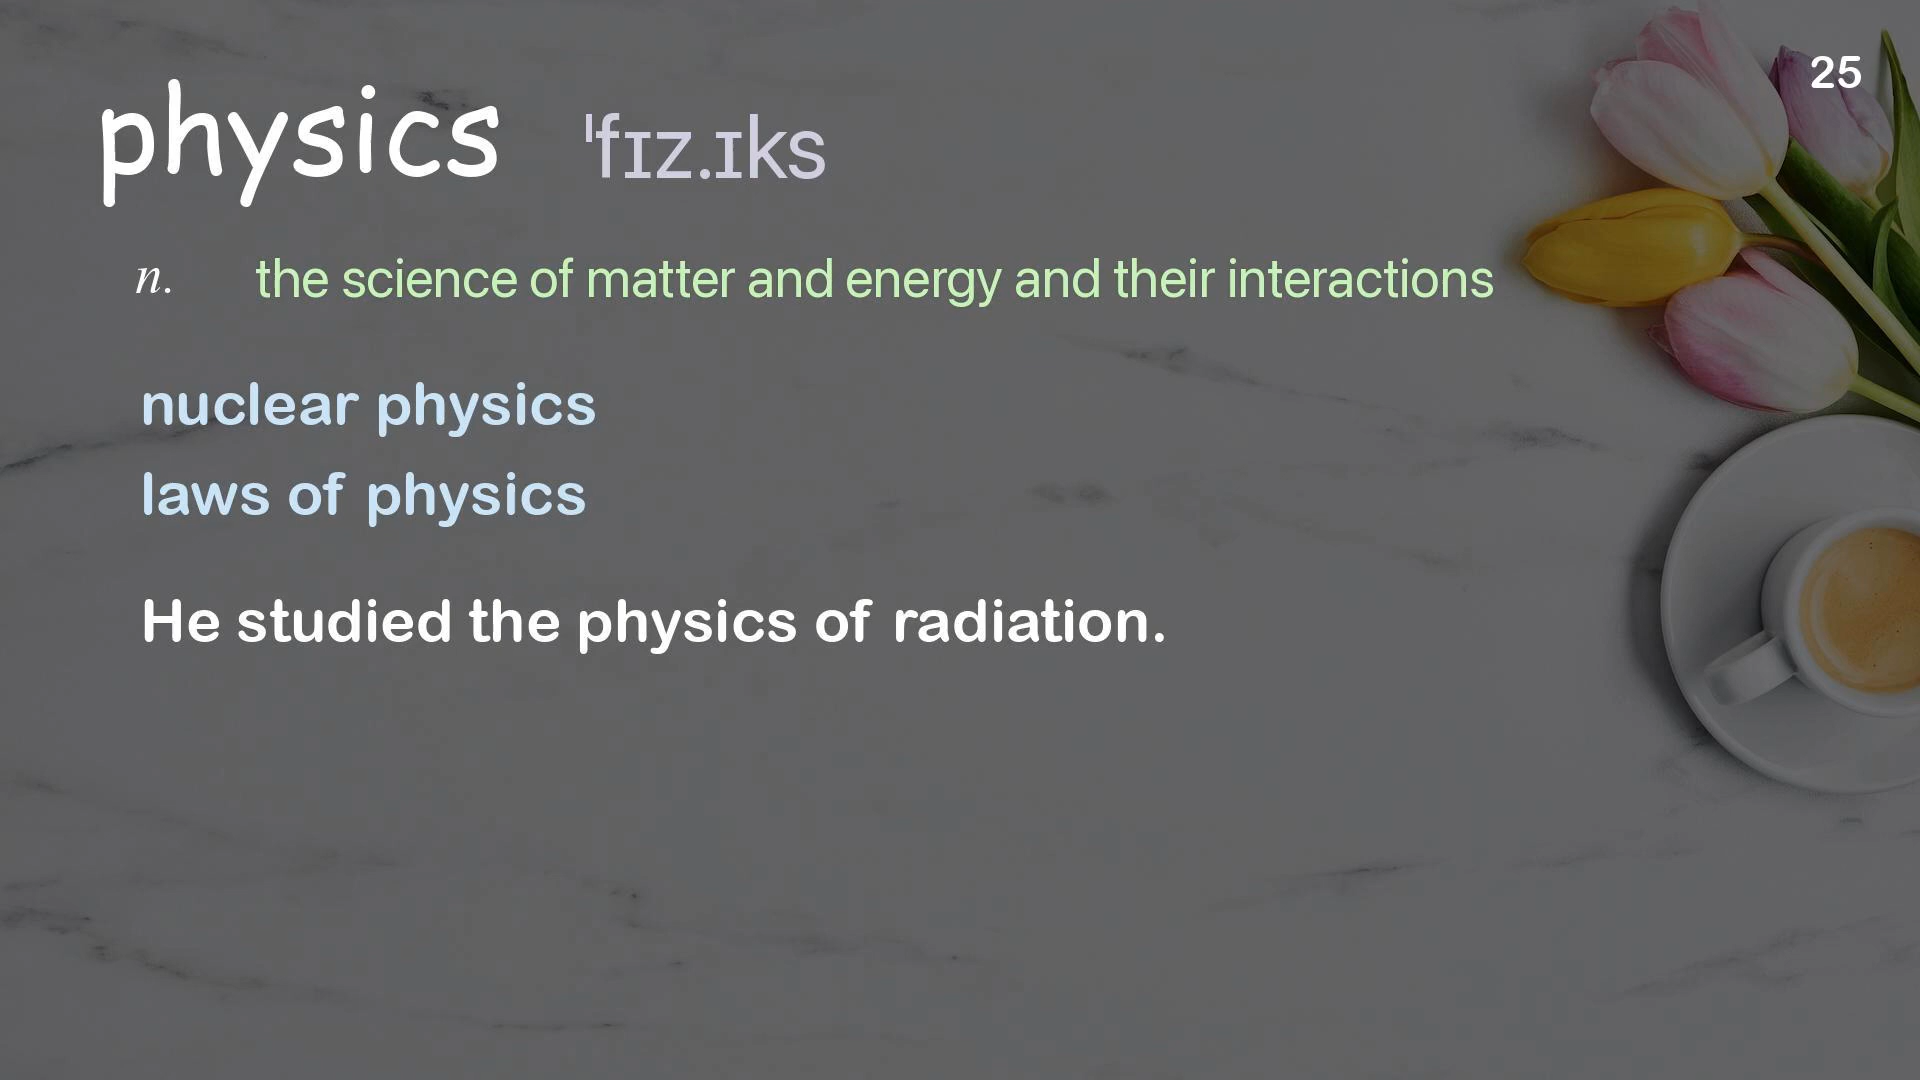 25
physics ˈfɪz.ɪks
n. the science of matter and energy and their interactions
nuclear physics
laws of physics
He studied the physics of radiation.